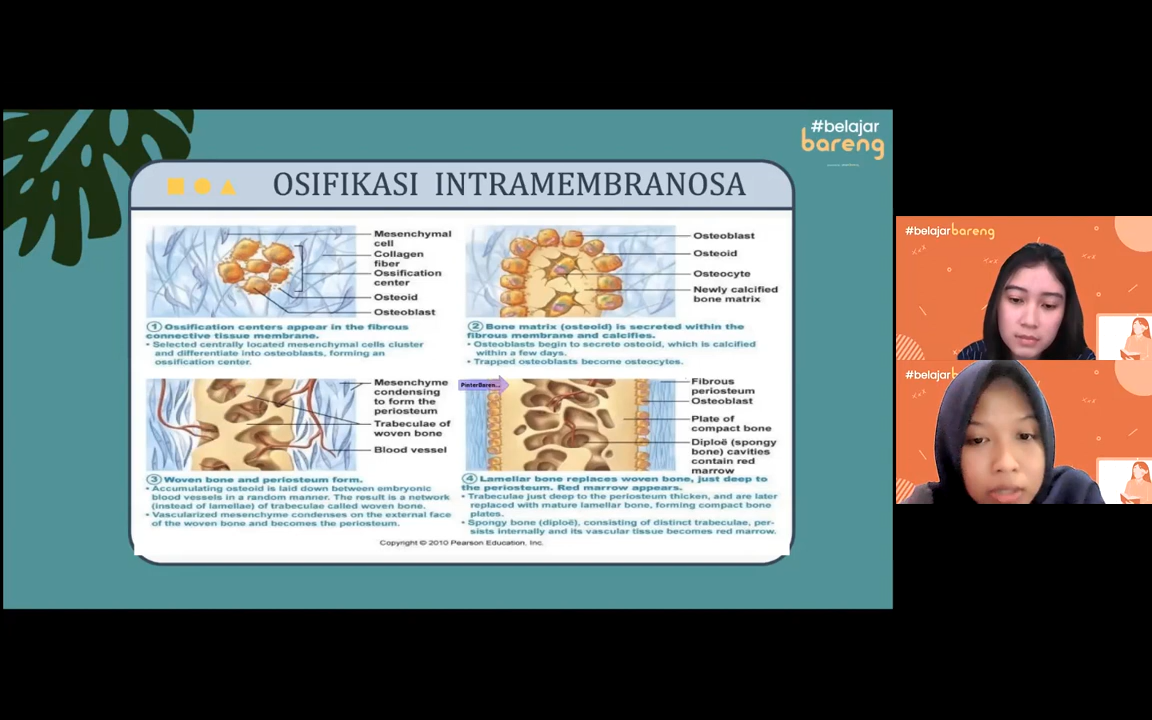 #belajar
bareng
OSIFIKASI INTRAMEMBRANOSA
Mesenchymal
cell
Collagen
fiber
Ossification
center
Osteoid
Osteoblast
① Ossification centers appear in the fibrous
connective tissue membrane.
• Selected centrally located mesenchymal cells cluster
and differentiate into osteoblasts, forming an
ossification center.
Osteoblast
Osteoid
Osteocyte
Newly calcified
bone matrix
② Bone matrix (osteoid) is secreted within the
fibrous membrane and calcifies.
• Osteoblasts begin to secrete osteoid, which is calcified
within a few days.
• Trapped osteoblasts become osteocytes.
Mesenchyme
condensing
to form the
periosteum
Trabeculae of
woven bone
Blood vessel
③ Woven bone and periosteum form.
• Accumulating osteoid is laid down between embryonic
blood vessels in a random manner. The result is a network
(instead of lamellae) of trabeculae called woven bone.
• Vascularized mesenchyme condenses on the external face
of the woven bone and becomes the periosteum.
PinterBaren...
Fibrous
periosteum
Osteoblast
Plate of
compact bone
Diploë (spongy
bone) cavities
contain red
marrow
④ Lamellar bone replaces woven bone, just deep to
the periosteum. Red marrow appears.
• Trabeculae just deep to the periosteum thicken, and are later
replaced with mature lamellar bone, forming compact bone
plates.
• Spongy bone (diploë), consisting of distinct trabeculae, per-
sists internally and its vascular tissue becomes red marrow.
Copyright © 2010 Pearson Education, Inc.
#belajar bareng
#belajar